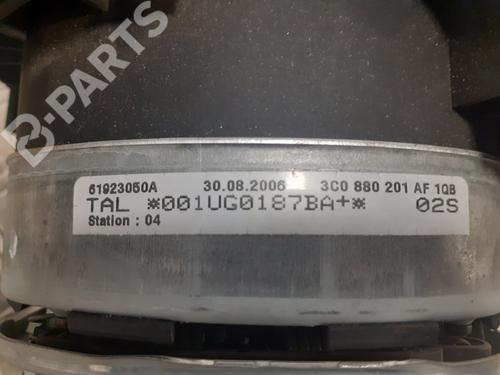 B-PARTS
61923050A 30.08.2006 3C0 880 201 AF 1QB
TAL *001UG0187BA+* 02S
Station : 04